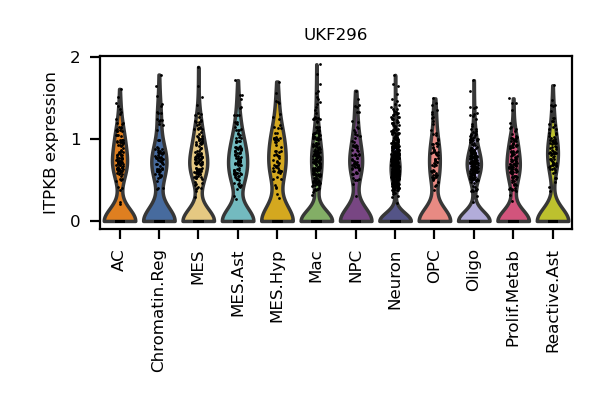 UKF296
ITPKB expression
2
1
0
AC
Chromatin.Reg
MES
MES.Ast
MES.Hyp
Mac
NPC
Neuron
OPC
Oligo
Prolif.Metab
Reactive.Ast